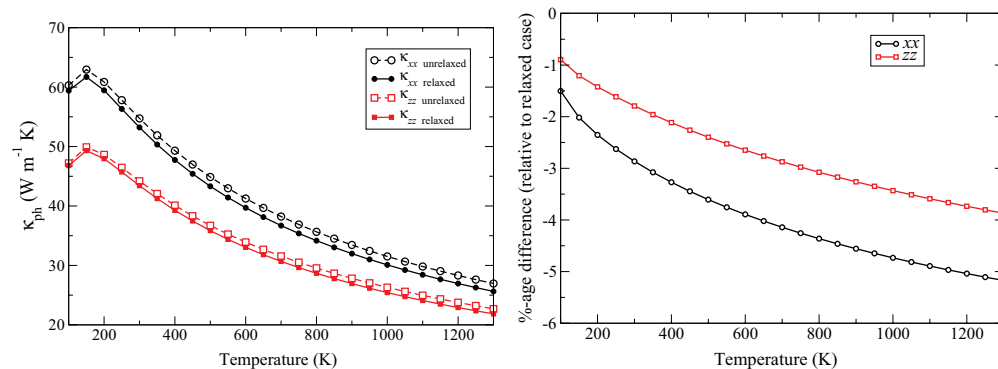 70
60
50
40
30
20
κph (W m-1 K)
200
400
600
800
1000
1200
Temperature (K)
κxx unrelaxed
κxx relaxed
κzz unrelaxed
κzz relaxed
-0
-1
-2
-3
-4
-5
-6
%-age difference (relative to relaxed case)
200
400
600
800
1000
1200
Temperature (K)
xx
zz